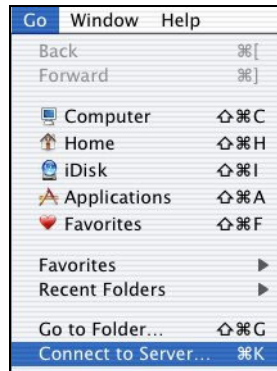 Go Window Help
Back ⌘[
Forward ⌘]
Computer ⇧⌘C
Home ⇧⌘H
iDisk ⇧⌘I
Applications ⇧⌘A
Favorites ⇧⌘F
Favorites ▶
Recent Folders ▶
Go to Folder... ⇧⌘G
Connect to Server... ⌘K